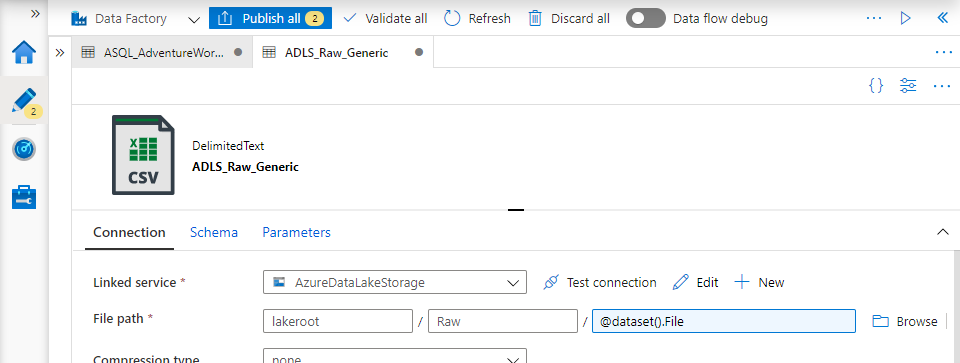 » Data Factory Publish all 2 Validate all Refresh Discard all Data flow debug ... «
» ASQL_AdventureWor... ADLS_Raw_Generic ...
2
{} ...
X
CSV
DelimitedText
ADLS_Raw_Generic
Connection Schema Parameters
Linked service * AzureDataLakeStorage Test connection Edit New
File path * lakeroot / Raw / @dataset().File Browse
Compression type none